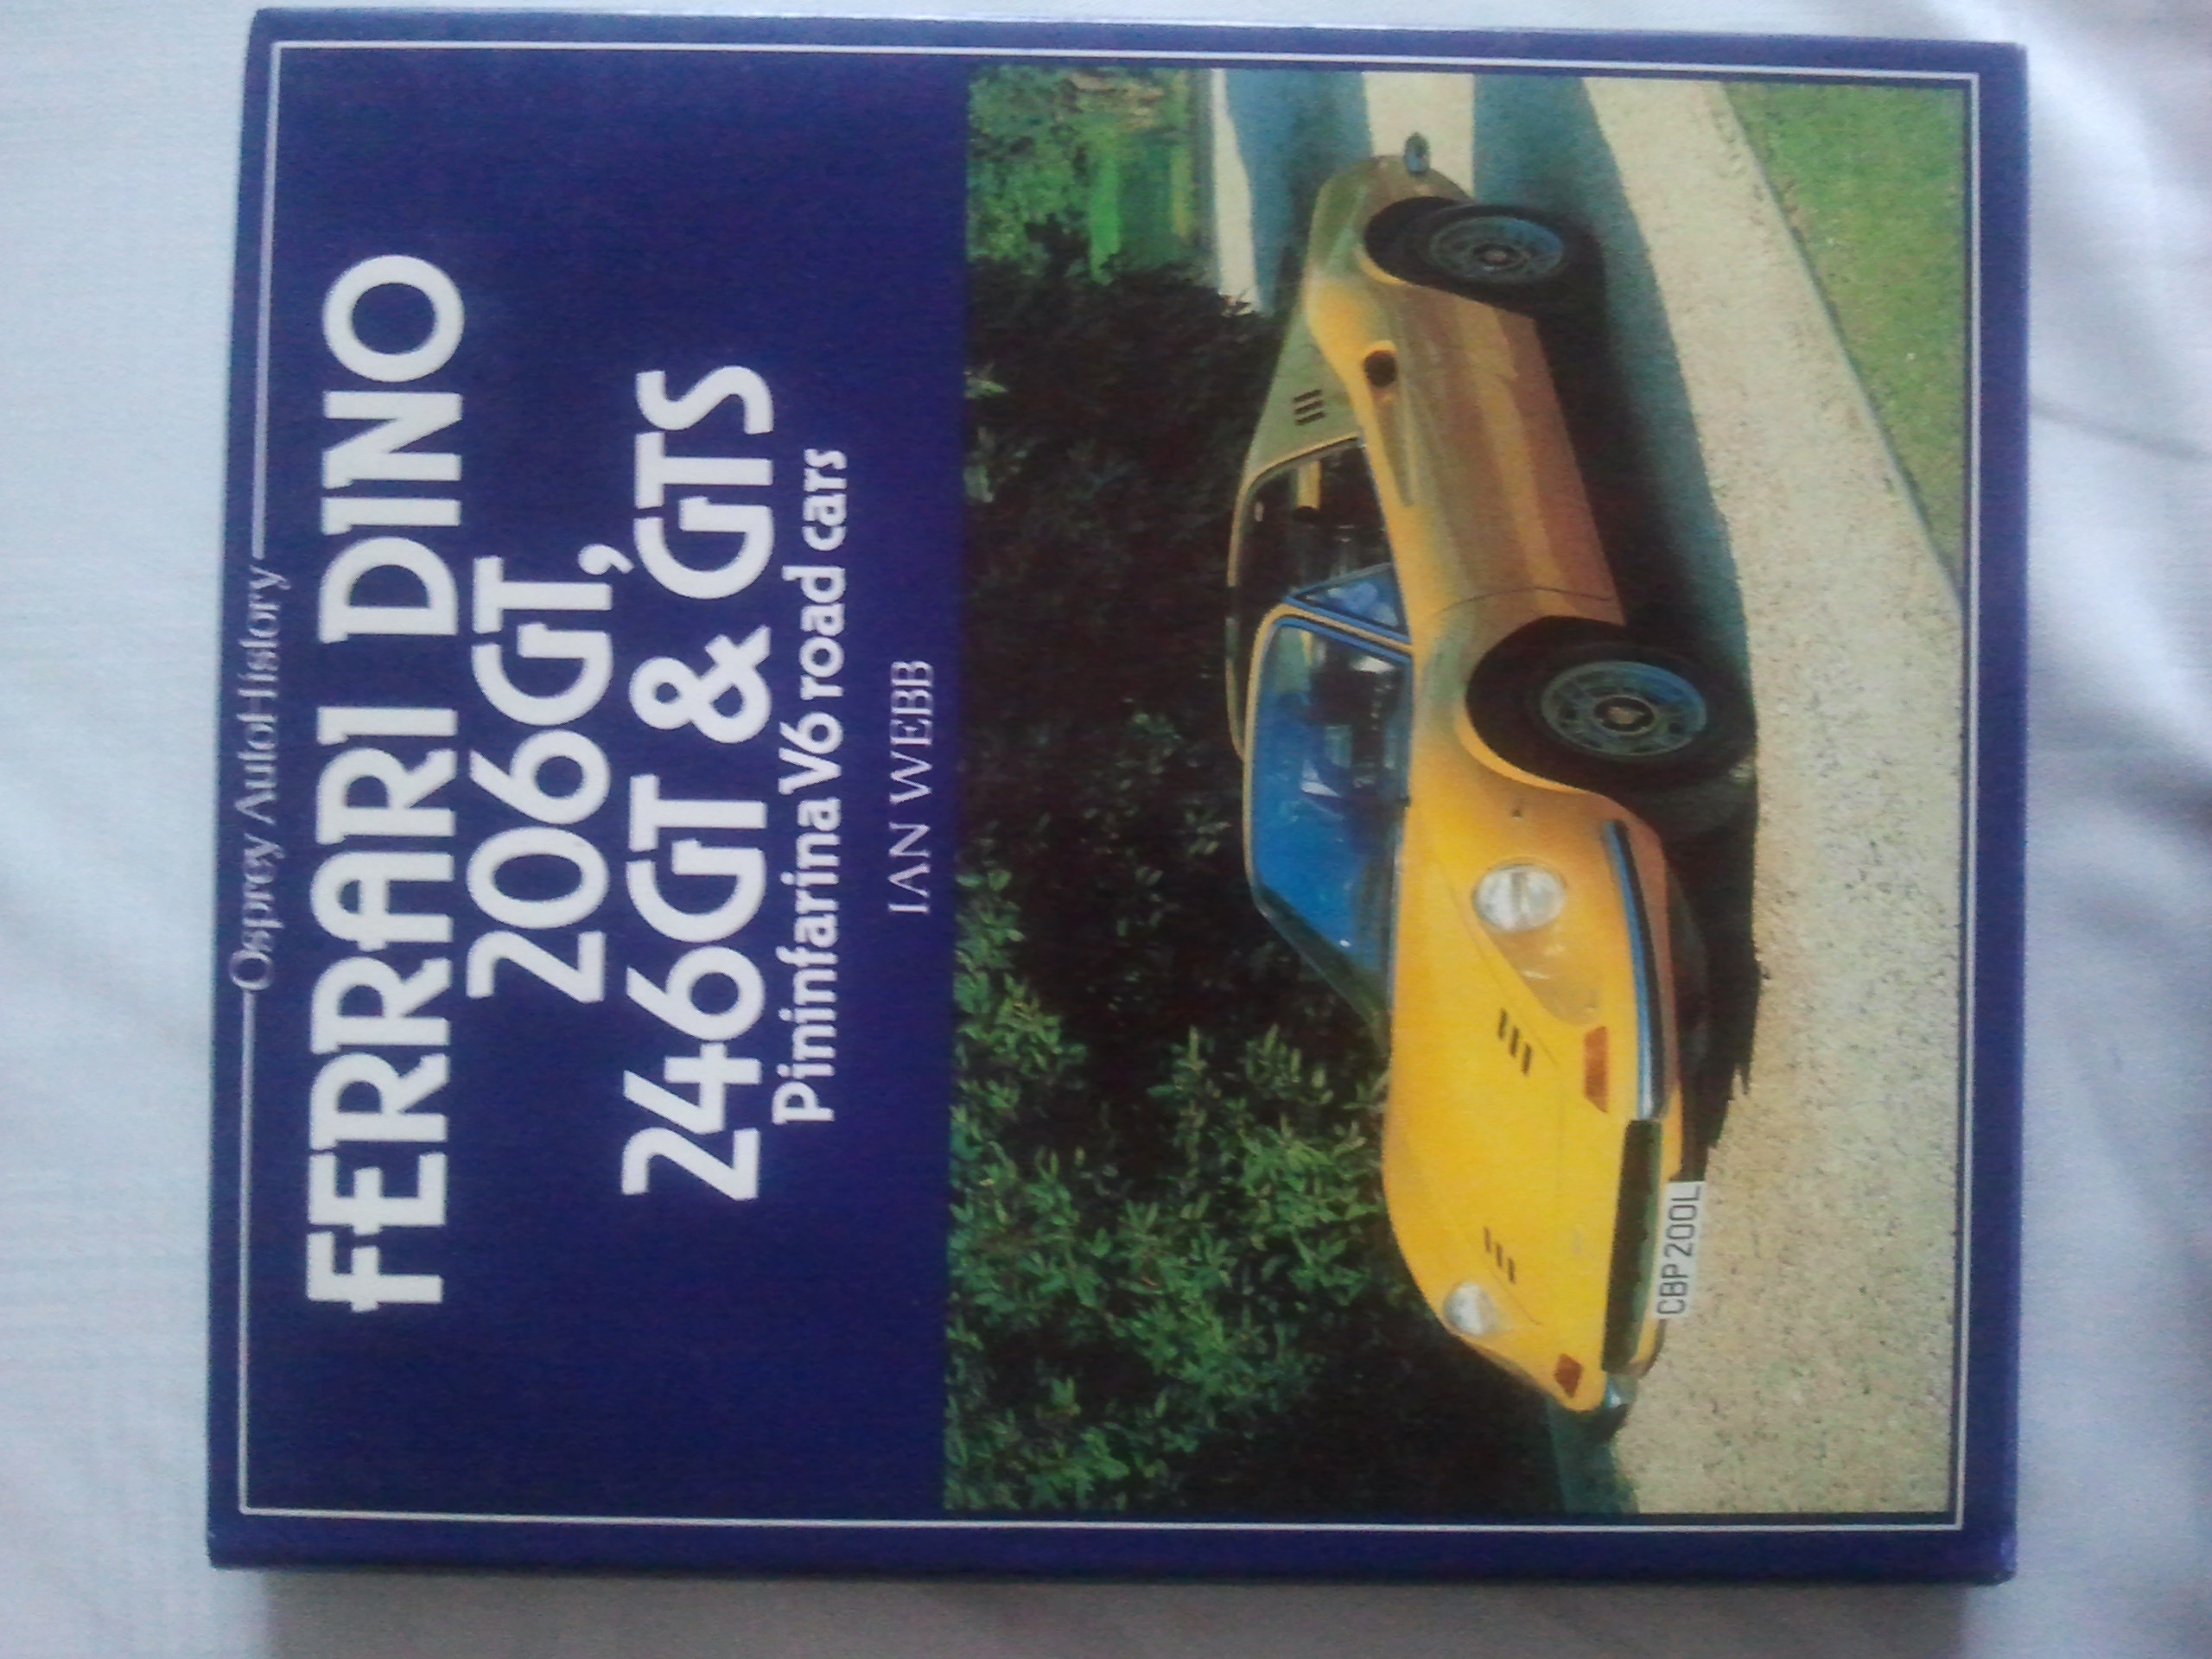 Osprey AutoHistory
FERRARI DINO
206GT,
246GT & GTS
Pininfarina V6 road cars
IAN WEBB
CBP 200L